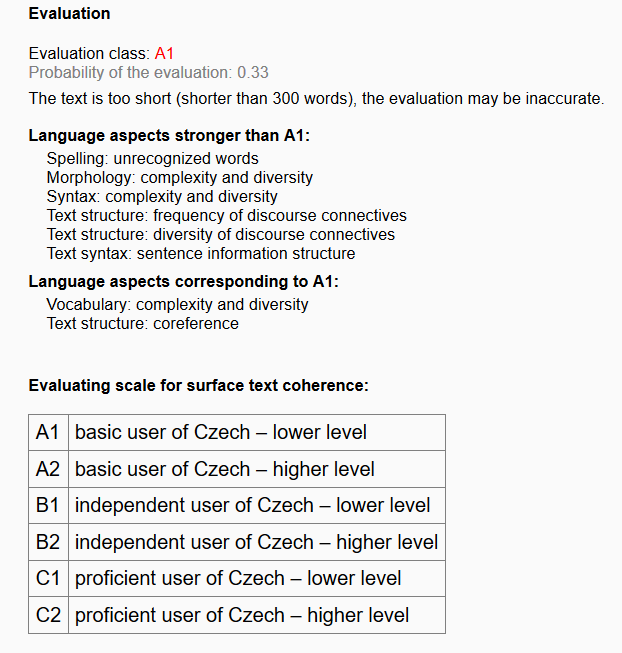 Evaluation
Evaluation class: A1
Probability of the evaluation: 0.33
The text is too short (shorter than 300 words), the evaluation may be inaccurate.
Language aspects stronger than A1:
Spelling: unrecognized words
Morphology: complexity and diversity
Syntax: complexity and diversity
Text structure: frequency of discourse connectives
Text structure: diversity of discourse connectives
Text syntax: sentence information structure
Language aspects corresponding to A1:
Vocabulary: complexity and diversity
Text structure: coreference
Evaluating scale for surface text coherence:
A1 basic user of Czech – lower level
A2 basic user of Czech – higher level
B1 independent user of Czech – lower level
B2 independent user of Czech – higher level
C1 proficient user of Czech – lower level
C2 proficient user of Czech – higher level